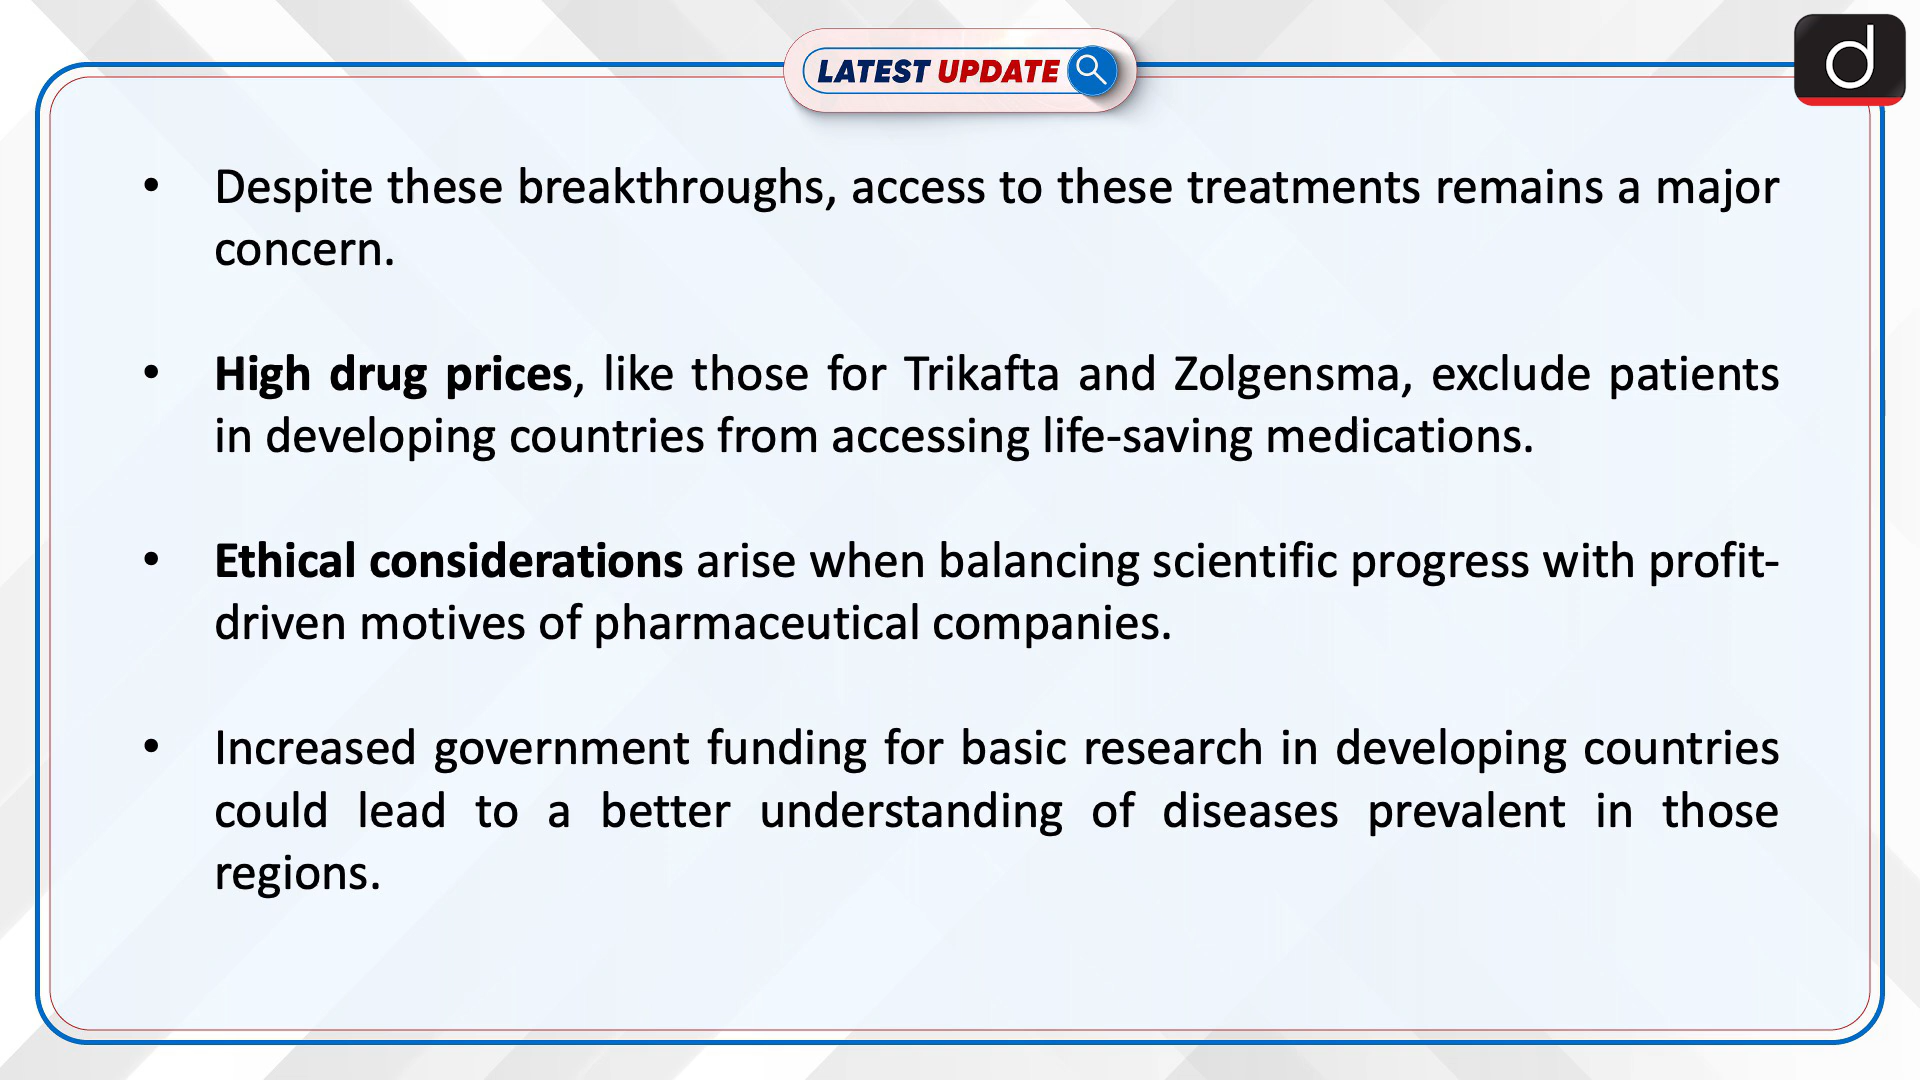 LATEST UPDATE
d
• Despite these breakthroughs, access to these treatments remains a major
concern.
• High drug prices, like those for Trikafta and Zolgensma, exclude patients
in developing countries from accessing life-saving medications.
• Ethical considerations arise when balancing scientific progress with profit-
driven motives of pharmaceutical companies.
• Increased government funding for basic research in developing countries
could lead to a better understanding of diseases prevalent in those
regions.